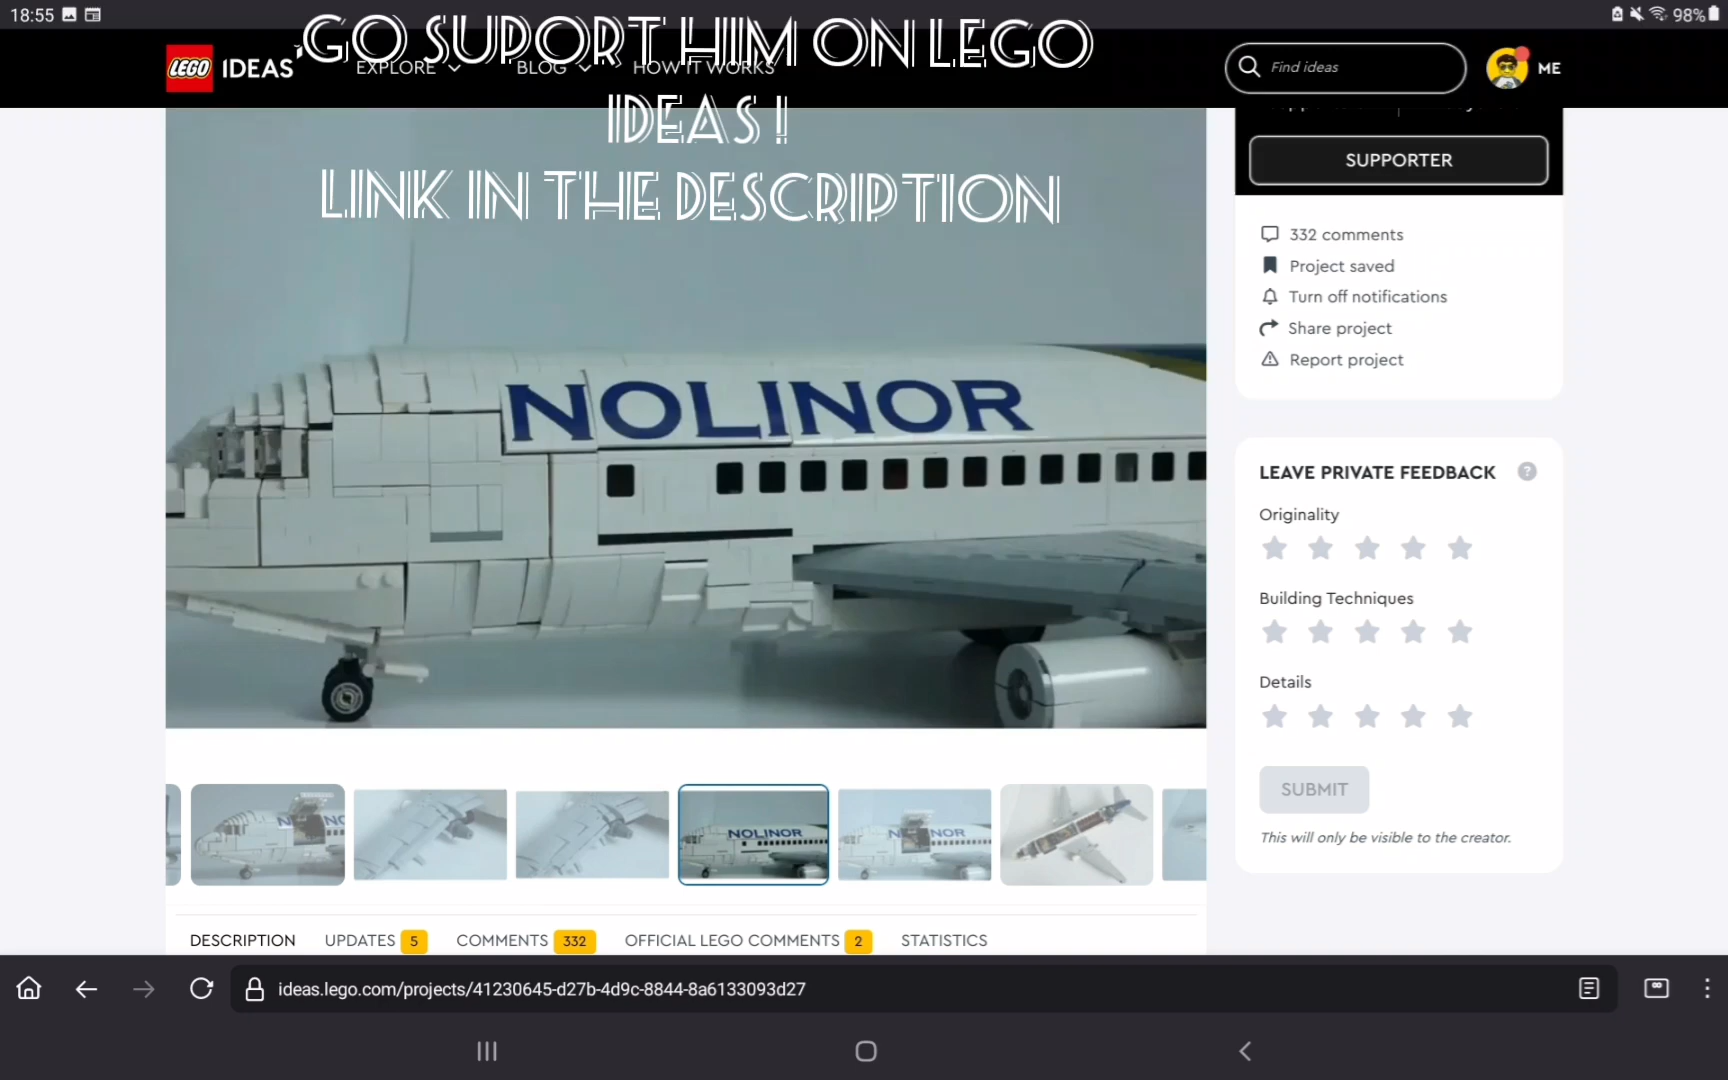 18:55
98%
GO SUPORT HIM ON LEGO
IDEAS !
LINK IN THE DESCRIPTION
LEGO IDEAS
EXPLORE
BLOG
HOW IT WORKS
Find ideas
ME
SUPPORTER
332 comments
Project saved
Turn off notifications
Share project
Report project
NOLINOR
LEAVE PRIVATE FEEDBACK ?
Originality
Building Techniques
Details
SUBMIT
This will only be visible to the creator.
NOLINOR
DESCRIPTION
UPDATES 5
COMMENTS 332
OFFICIAL LEGO COMMENTS 2
STATISTICS
ideas.lego.com/projects/41230645-d27b-4d9c-8844-8a6133093d27